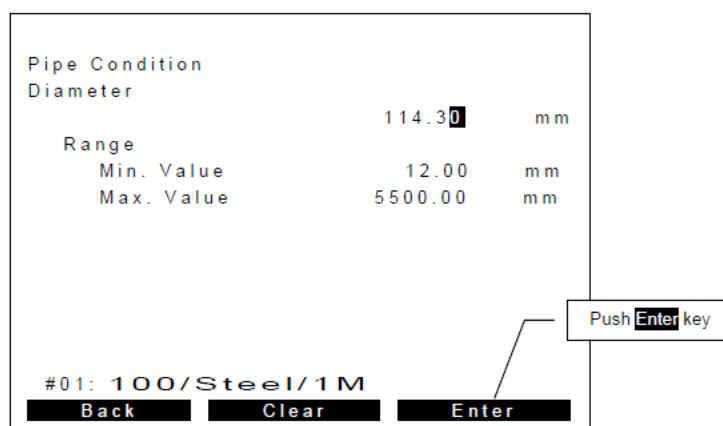 Pipe Condition
Diameter
114.30 mm
Range
Min. Value 12.00 mm
Max. Value 5500.00 mm
Push Enter key
#01: 100/Steel/1M
Back Clear Enter